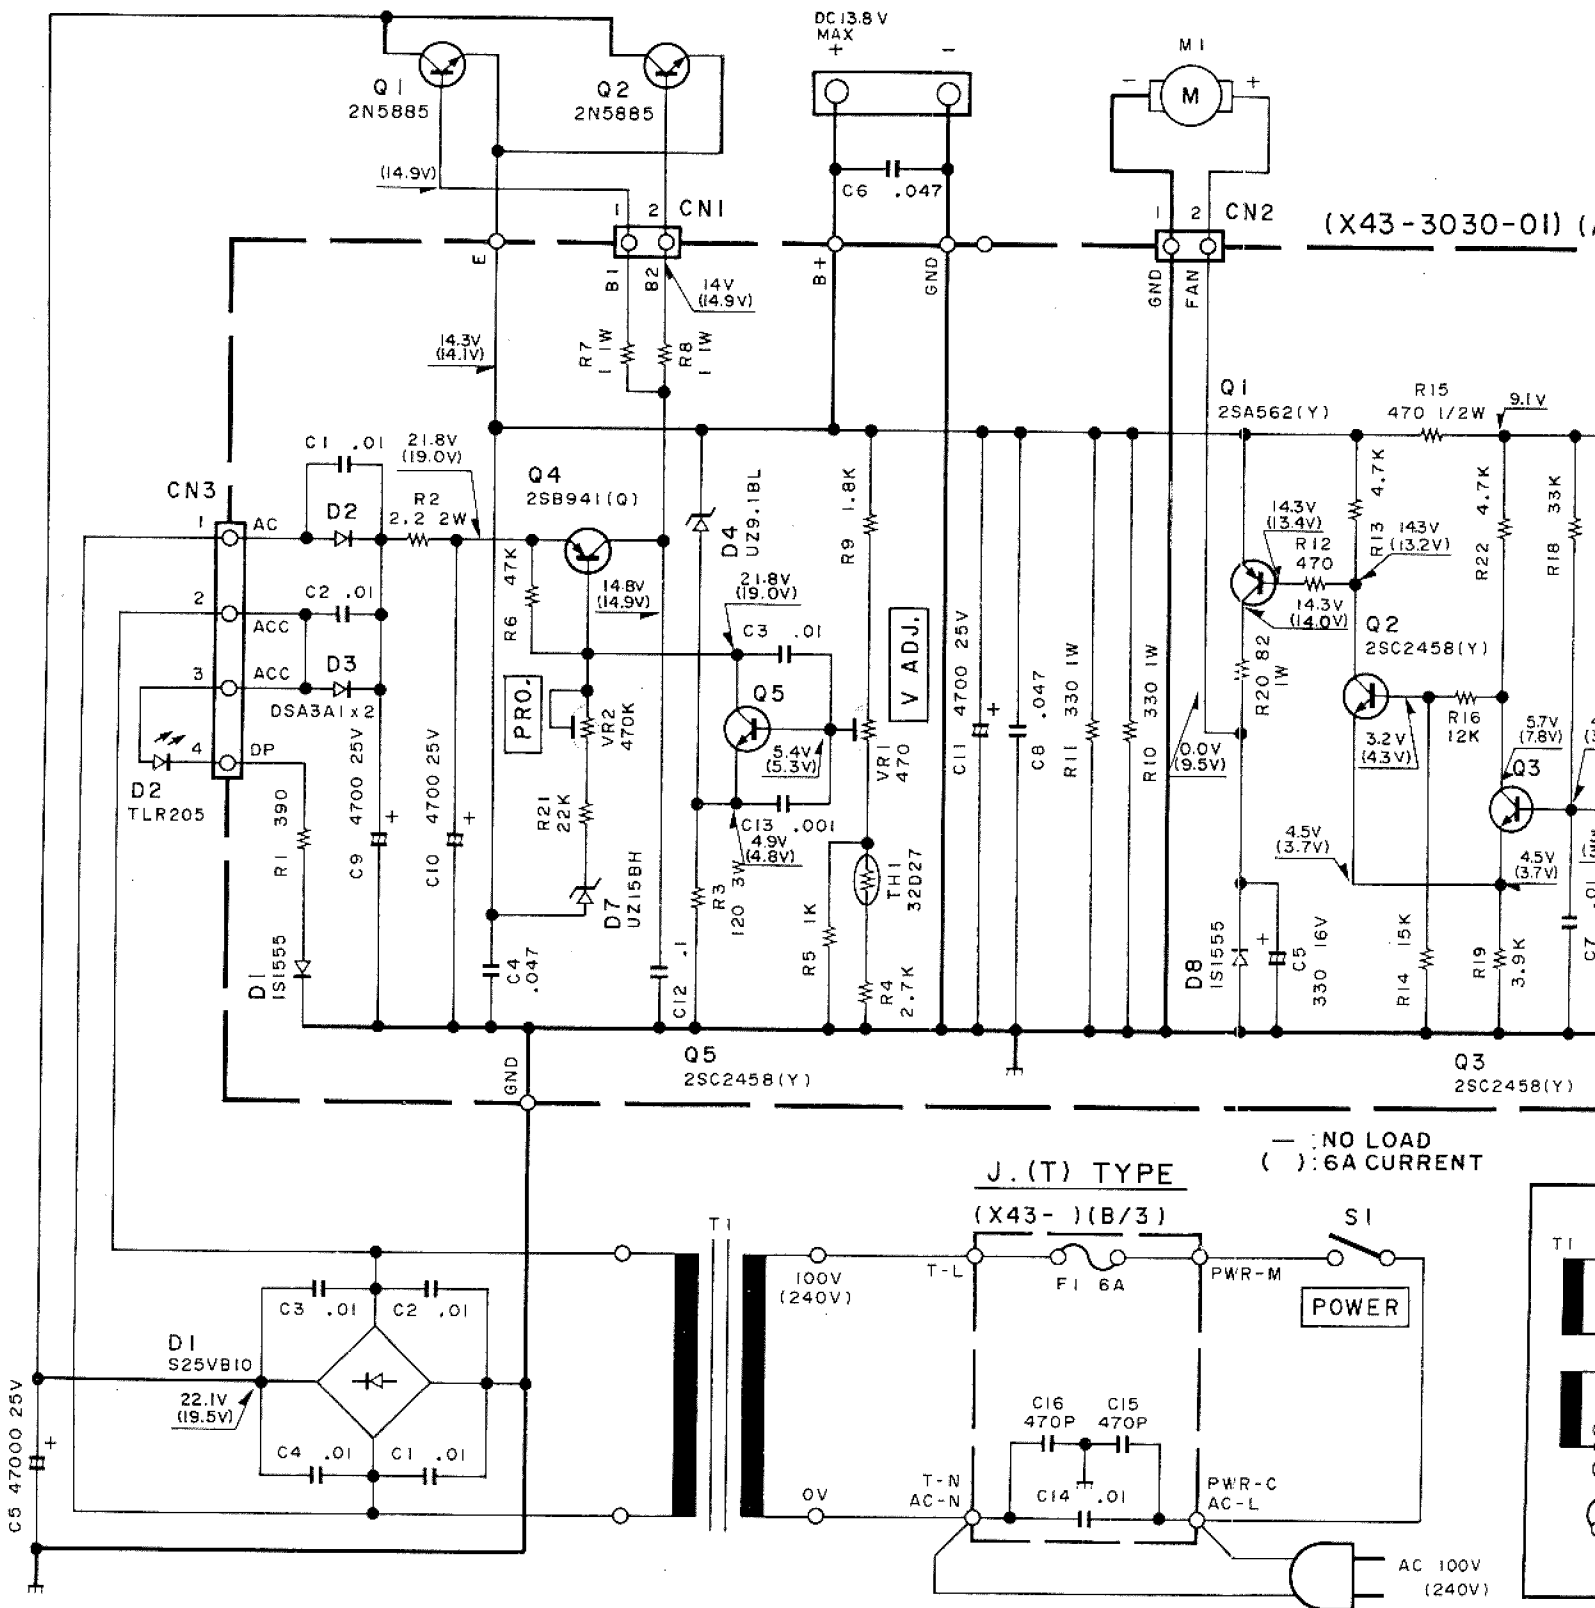 DC 13.8V
MAX
+ -
M1
- M +
Q1
2N5885
Q2
2N5885
(14.9V)
C6 .047
1 2 CN1
1 2 CN2
(X43-3030-01)
E
B1
B2
B+
GND
GND
FAN
14V
(14.9V)
14.3V
(14.1V)
R7
1 1W
R8
1 1W
Q1
2SA562(Y)
R15
470 1/2W
9.1V
C1 .01
21.8V
(19.0V)
Q4
2SB941(Q)
CN3
1 AC
D2
R2
2.2 2W
R6 47K
D4
UZ9.1BL
R9 1.8K
14.3V
(13.4V)
R12
470
R13 4.7K
14.3V
(13.2V)
R22 4.7K
R18 33K
2 ACC
C2 .01
14.8V
(14.9V)
21.8V
(19.0V)
C3 .01
V ADJ.
14.3V
(14.0V)
Q2
2SC2458(Y)
3 ACC
D3
DSA3A1x2
PRO.
VR2
470K
Q5
5.4V
(5.3V)
VR1
470
C11 4700 25V
C8 .047
R11 330 1W
R10 330 1W
R20 82
1W
0.0V
(9.5V)
3.2V
(4.3V)
R16
12K
5.7V
(7.8V)
Q3
4 DP
D2
TLR205
R1 390
C9 4700 25V
+
C10 4700 25V
+
R21
22K
C13 .001
4.9V
(4.8V)
4.5V
(3.7V)
4.5V
(3.7V)
D7
UZ15BH
R3
120 3W
R5 1K
TH1
32D27
R4
2.7K
D1
1S1555
C4
.047
C12 .1
D8
1S1555
C5
330 16V
+
R14 15K
R19
3.9K
C7 .01
GND
Q5
2SC2458(Y)
Q3
2SC2458(Y)
— : NO LOAD
( ) : 6A CURRENT
J.(T) TYPE
(X43- )(B/3)
S1
T1
T1
100V
(240V)
T-L
F1 6A
PWR-M
POWER
C3 .01
C2 .01
D1
S25VB10
22.1V
(19.5V)
C4 .01
C1 .01
C5 47000 25V
+
C16
470P
C15
470P
0V
T-N
AC-N
C14 .01
PWR-C
AC-L
AC 100V
(240V)